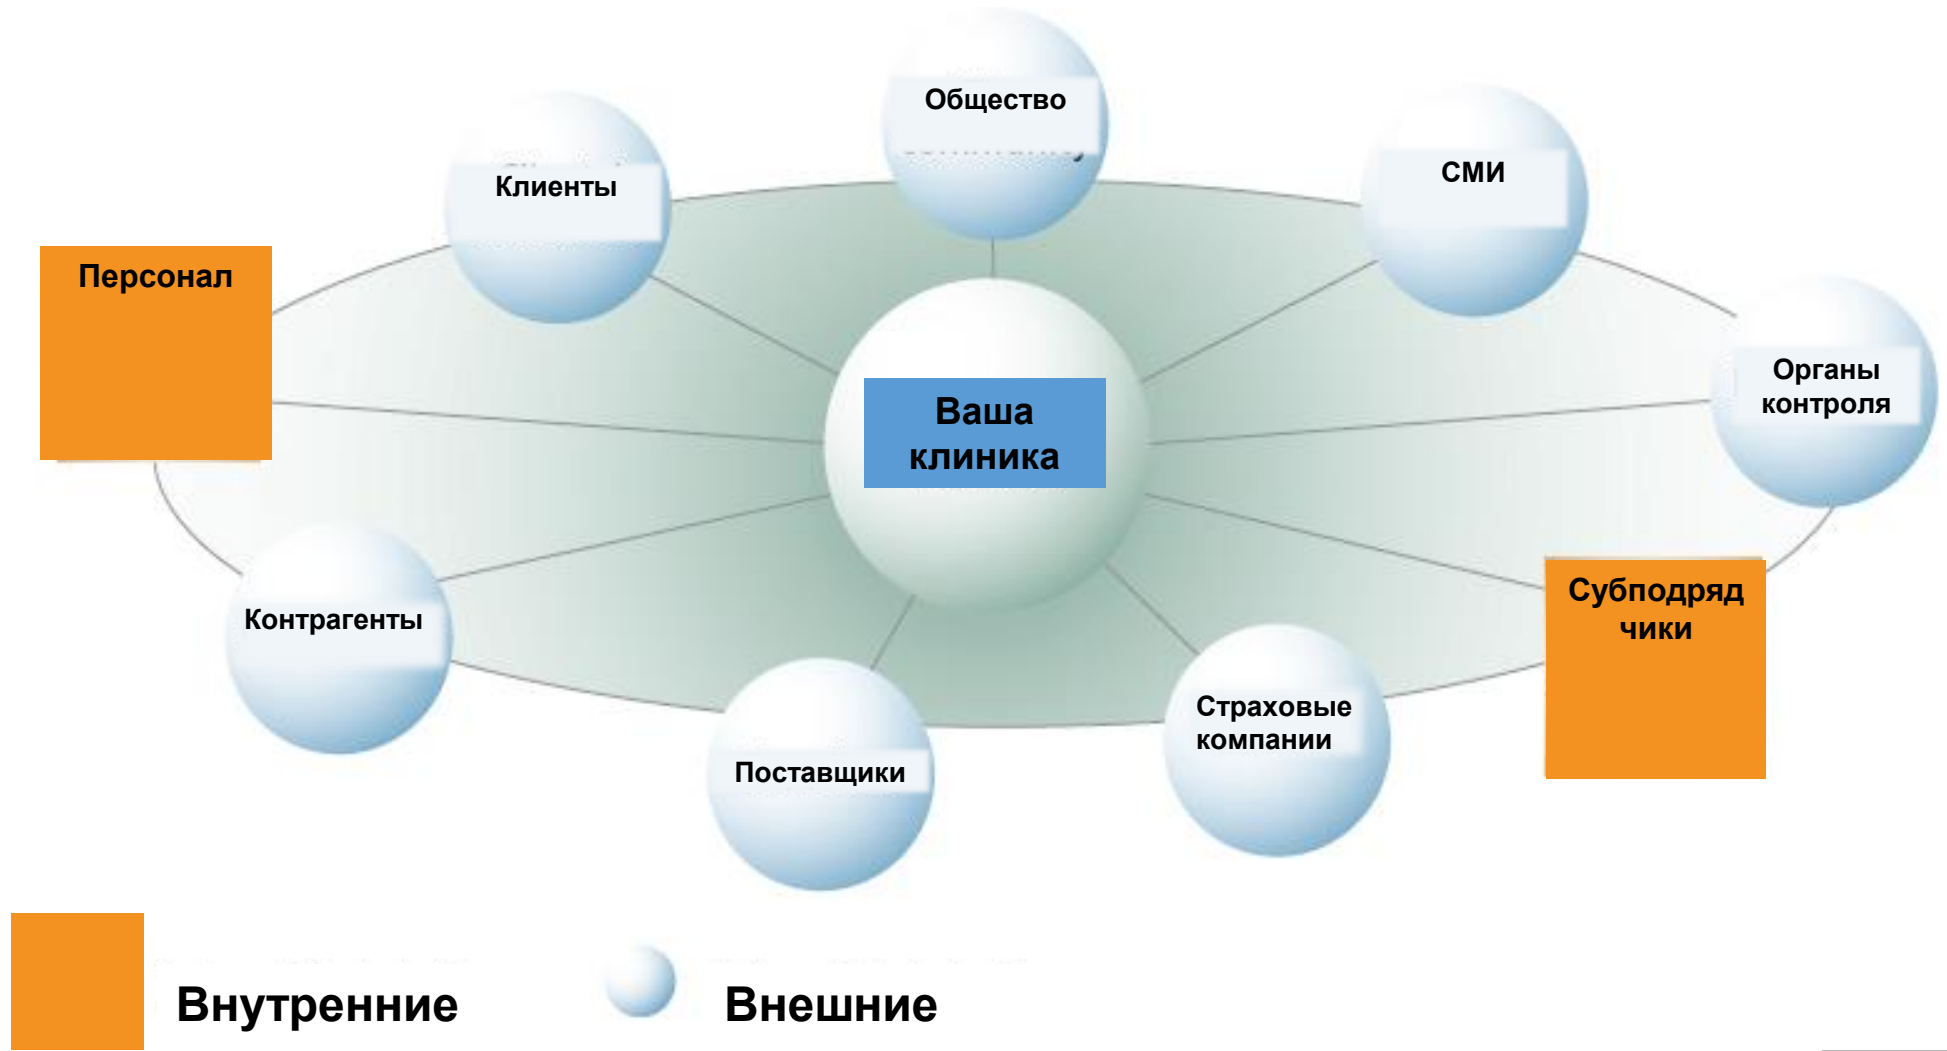 Общество
СМИ
Клиенты
Персонал
Органы
контроля
Ваша
клиника
Субподряд
чики
Контрагенты
Страховые
компании
Поставщики
Внутренние
Внешние